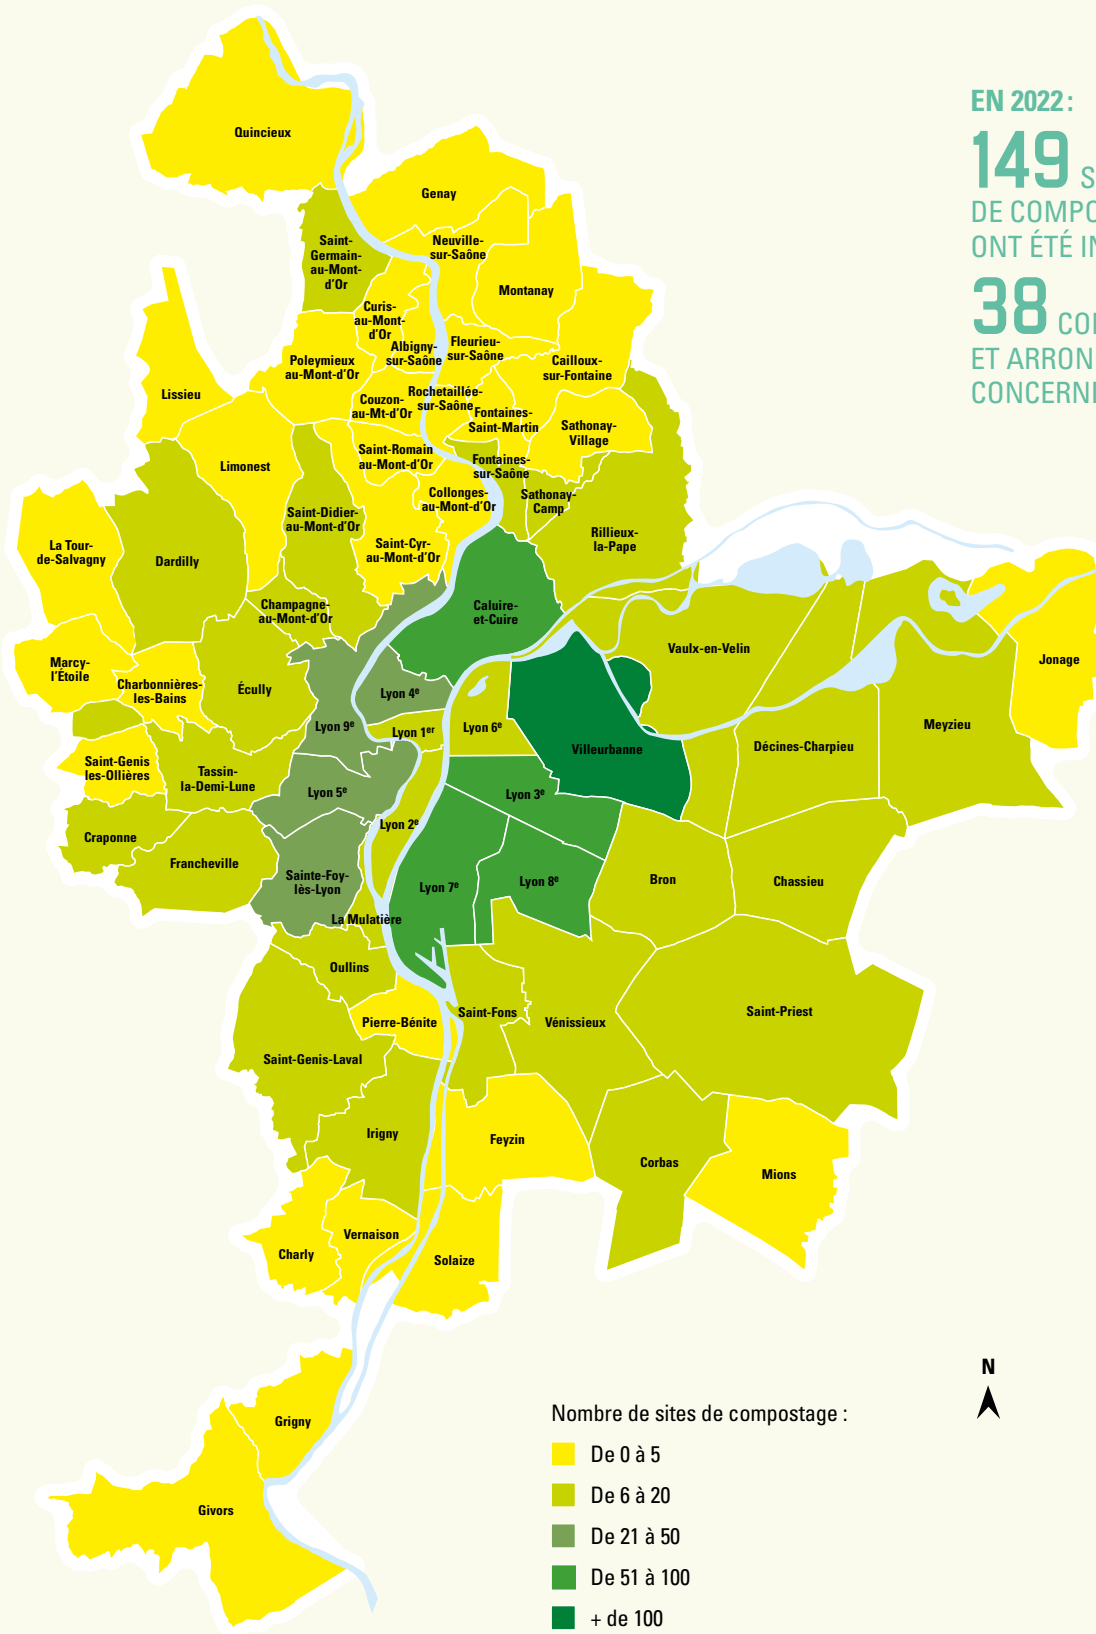 EN 2022 :
149 S
DE COMPO
ONT ÉTÉ IN
38 CO
ET ARRON
CONCERN
Quincieux
Genay
Saint-
Germain-
au-Mont-
d'Or
Neuville-
sur-Saône
Montanay
Curis-
au-Mont-
d'Or
Albigny-
sur-Saône
Fleurieu-
sur-Saône
Poleymieux
au-Mont-d'Or
Cailloux-
sur-Fontaine
Lissieu
Couzon-
au-Mt-d'Or
Rochetaillée-
sur-Saône
Fontaines-
Saint-Martin
Sathonay-
Village
Limonest
Saint-Romain
au-Mont-d'Or
Fontaines-
sur-Saône
Collonges-
au-Mont-d'Or
Sathonay-
Camp
Saint-Didier-
au-Mont-d'Or
Rillieux-
la-Pape
La Tour-
de-Salvagny
Dardilly
Saint-Cyr-
au-Mont-d'Or
Champagne-
au-Mont-d'Or
Caluire-
et-Cuire
Vaulx-en-Velin
Jonage
Marcy-
l'Étoile
Charbonnières-
les-Bains
Écully
Lyon 4e
Lyon 9e
Lyon 1er
Lyon 6e
Villeurbanne
Décines-Charpieu
Meyzieu
Saint-Genis
les-Ollières
Tassin-
la-Demi-Lune
Lyon 5e
Lyon 3e
Lyon 2e
Craponne
Francheville
Sainte-Foy-
lès-Lyon
Lyon 7e
Lyon 8e
Bron
Chassieu
La Mulatière
Oullins
Pierre-Bénite
Saint-Fons
Vénissieux
Saint-Priest
Saint-Genis-Laval
Irigny
Feyzin
Corbas
Mions
Charly
Vernaison
Solaize
Grigny
Givors
N
Nombre de sites de compostage :
De 0 à 5
De 6 à 20
De 21 à 50
De 51 à 100
+ de 100